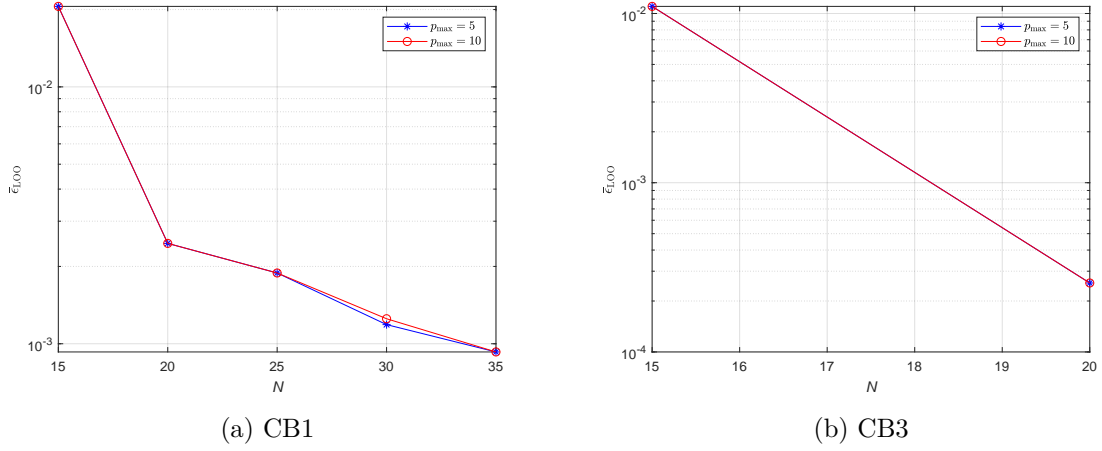 p_max = 5
p_max = 10
10^-2
10^-3
ε̄_LOO
15 20 25 30 35
N
(a) CB1
p_max = 5
p_max = 10
10^-2
10^-3
10^-4
ε̄_LOO
15 16 17 18 19 20
N
(b) CB3